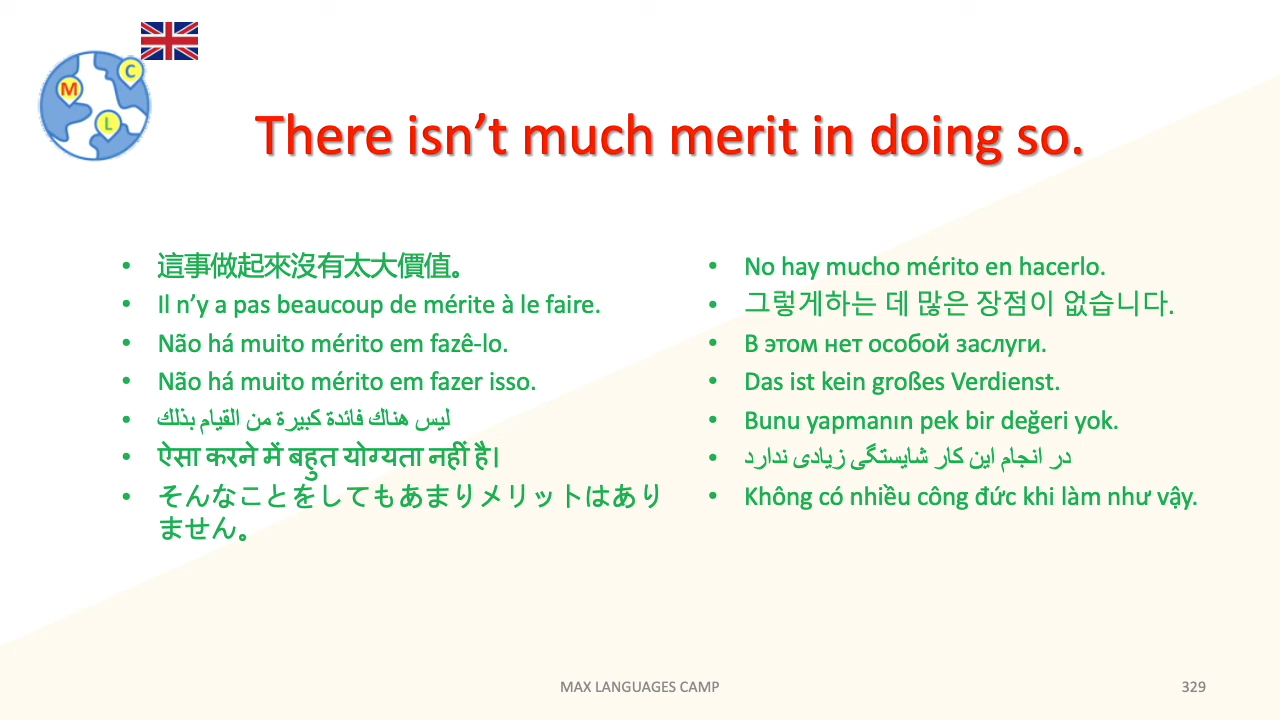 M
C
L
There isn’t much merit in doing so.
• 這事做起來沒有太大價值。
• Il n’y a pas beaucoup de mérite à le faire.
• Não há muito mérito em fazê-lo.
• Não há muito mérito em fazer isso.
• ليس هناك فائدة كبيرة من القيام بذلك
• ऐसा करने में बहुत योग्यता नहीं है।
• そんなことをしてもあまりメリットはあり
ません。
• No hay mucho mérito en hacerlo.
• 그렇게하는 데 많은 장점이 없습니다.
• В этом нет особой заслуги.
• Das ist kein großes Verdienst.
• Bunu yapmanın pek bir değeri yok.
• در انجام این کار شایستگی زیادی ندارد
• Không có nhiều công đức khi làm như vậy.
MAX LANGUAGES CAMP
329